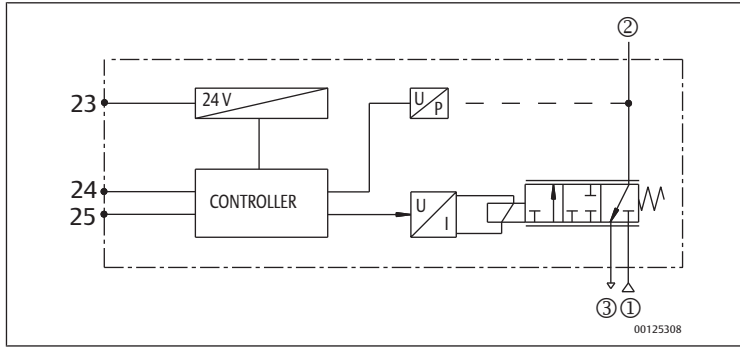 ②
23
24 V
U
P
24
25
CONTROLLER
U
I
③①
00125308